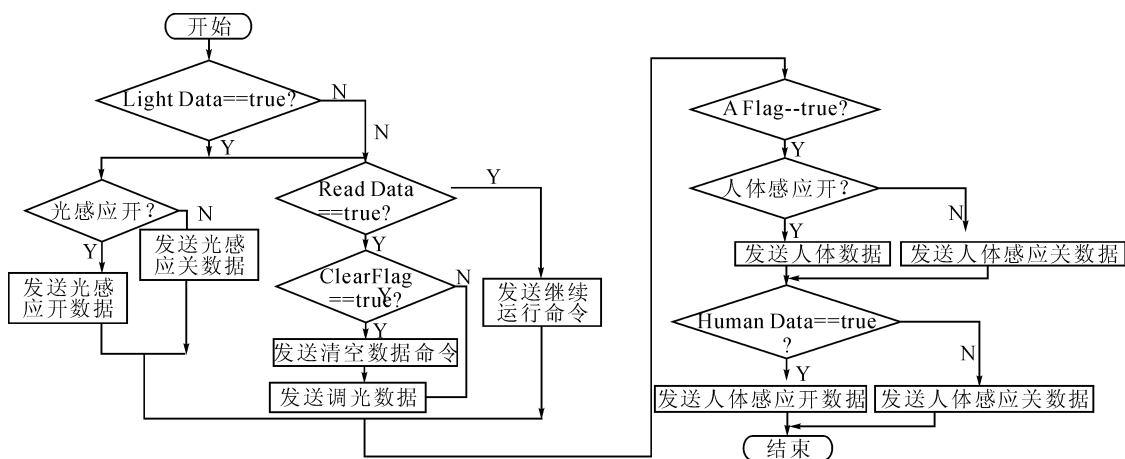 开始
Light Data==true?
N
N
Y
光感应开?
N
Y
发送光感
应关数据
发送光感
应开数据
Read Data
==true?
Y
Y
ClearFlag
==true?
Y
N
Y
发送清空数据命令
发送调光数据
发送继续
运行命令
A Flag--true?
Y
人体感应开?
N
Y
发送人体数据
发送人体感应关数据
Human Data==true
?
N
Y
发送人体感应开数据
发送人体感应关数据
结束